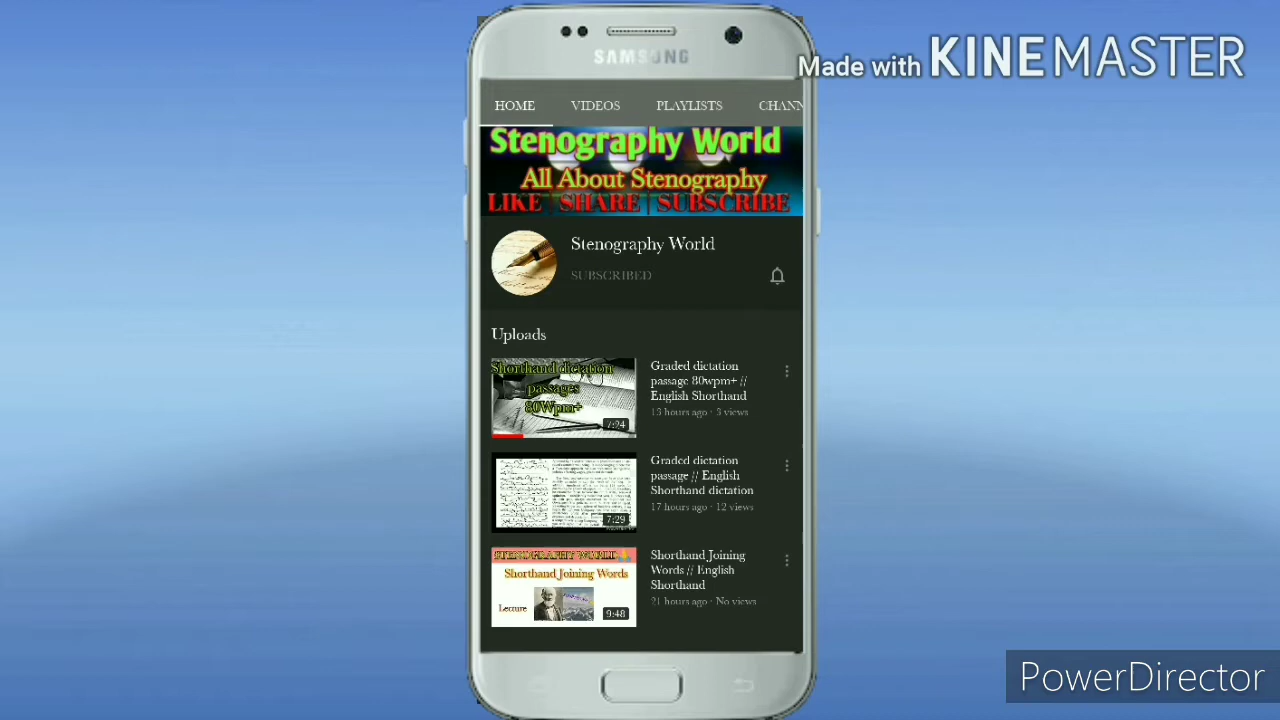 Made with KINEMASTER
SAMSUNG
HOME VIDEOS PLAYLISTS CHANN
Stenography World
All About Stenography
LIKE | SHARE | SUBSCRIBE
Stenography World
SUBSCRIBED
Uploads
Shorthand dictation
passages
80Wpm+
7:24
Graded dictation
passage 80wpm+ //
English Shorthand
13 hours ago · 3 views
7:29
Graded dictation
passage // English
Shorthand dictation
17 hours ago · 12 views
STENOGRAPHY WORLD
Shorthand Joining Words
Lecture
9:48
Shorthand Joining
Words // English
Shorthand
21 hours ago · No views
PowerDirector